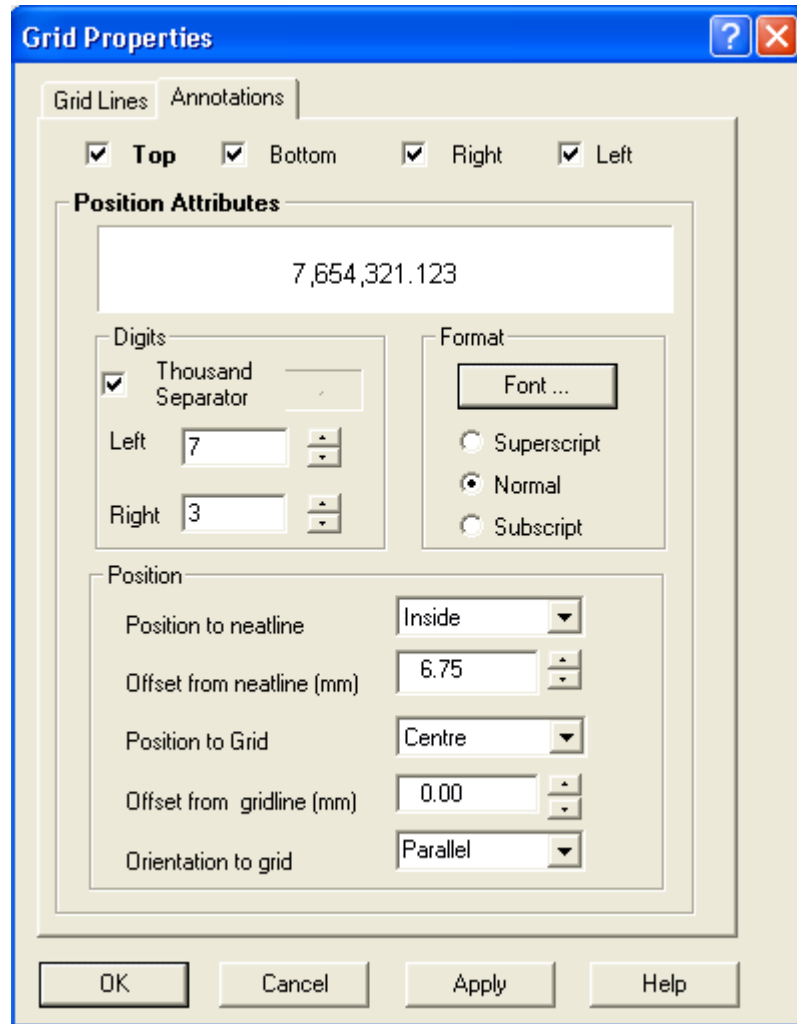 Grid Properties
Grid Lines Annotations
Top Bottom Right Left
Position Attributes
7,654,321.123
Digits
Thousand
Separator ,
Left 7
Right 3
Format
Font ...
Superscript
Normal
Subscript
Position
Position to neatline Inside
Offset from neatline (mm) 6.75
Position to Grid Centre
Offset from gridline (mm) 0.00
Orientation to grid Parallel
OK Cancel Apply Help